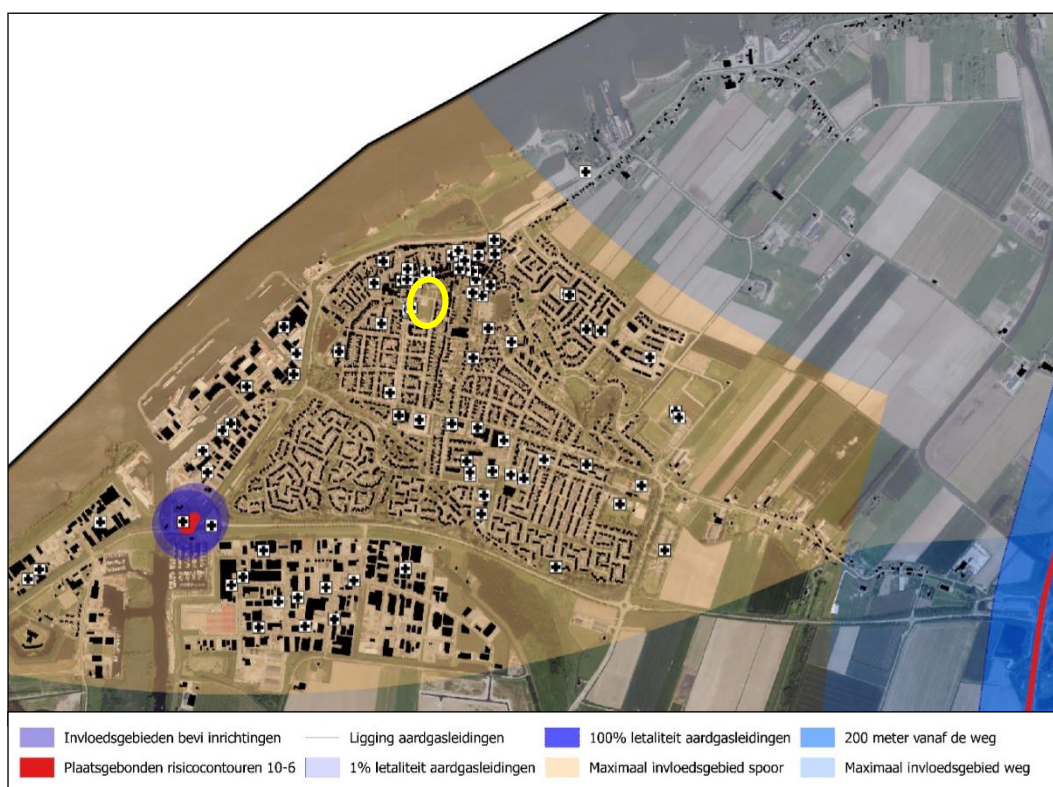 Invloedsgebieden bevi inrichtingen
Ligging aardgasleidingen
100% letaliteit aardgasleidingen
200 meter vanaf de weg
Plaatsgebonden risicocontouren 10-6
1% letaliteit aardgasleidingen
Maximaal invloedsgebied spoor
Maximaal invloedsgebied weg